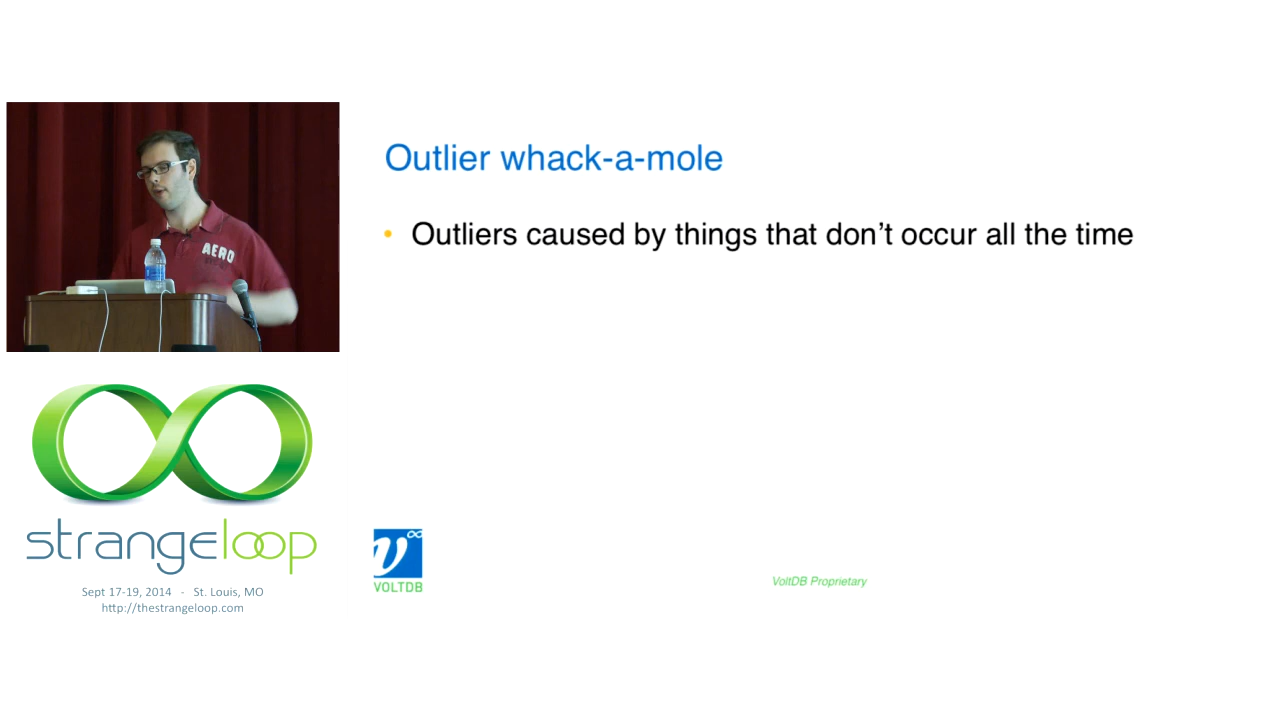 Outlier whack-a-mole
• Outliers caused by things that don't occur all the time
AERO
strangeloop
Sept 17-19, 2014 - St. Louis, MO
http://thestrangeloop.com
V∞
VOLTDB
VoltDB Proprietary